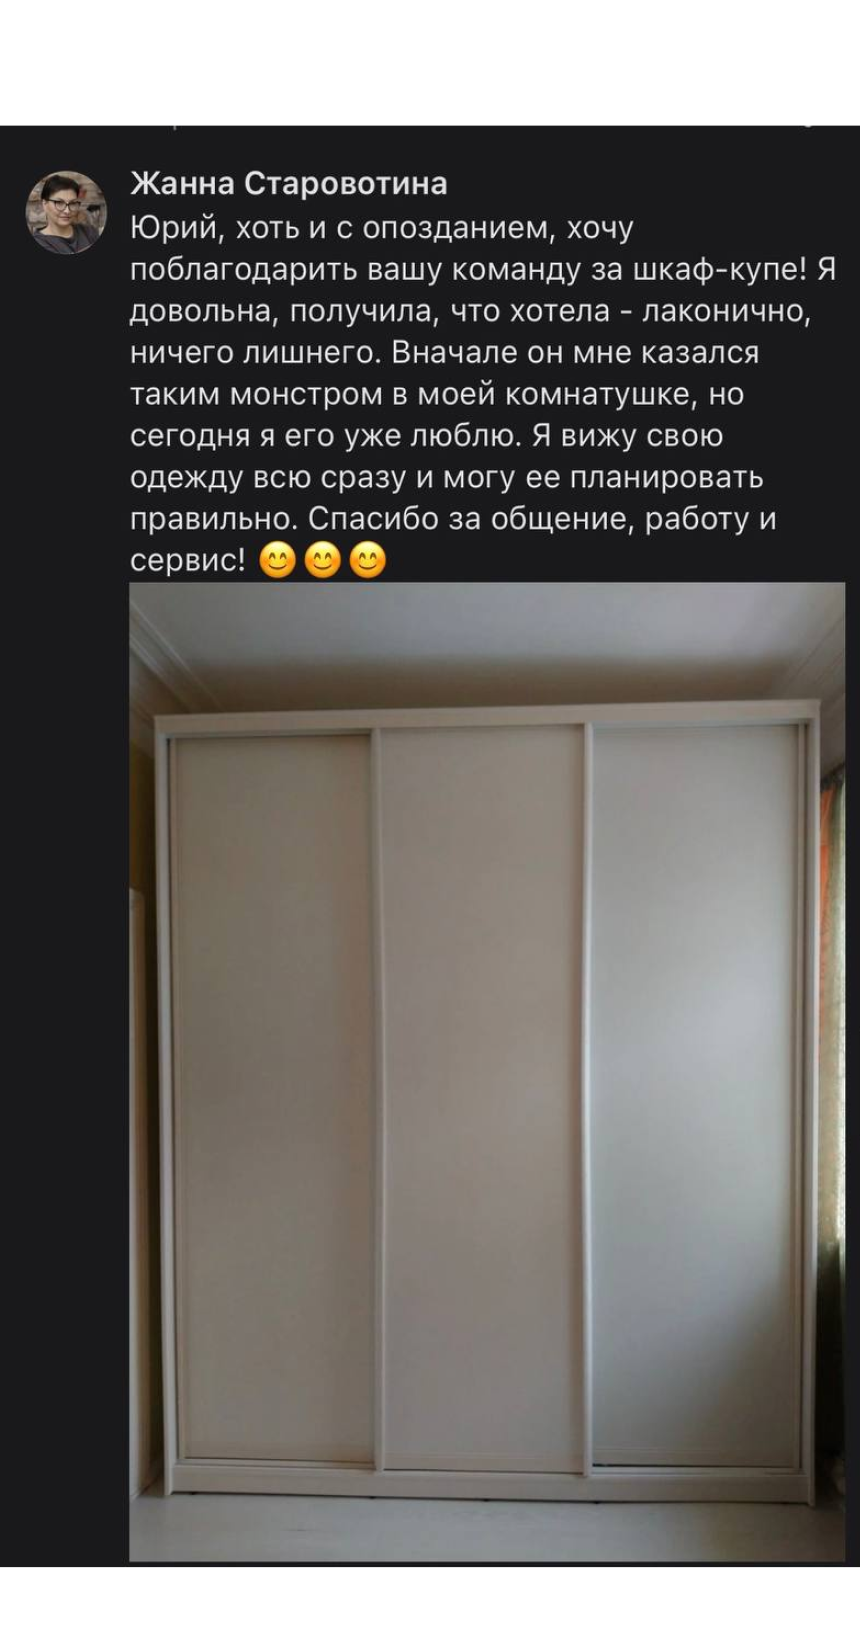 Жанна Старовотина
Юрий, хоть и с опозданием, хочу
поблагодарить вашу команду за шкаф-купе! Я
довольна, получила, что хотела - лаконично,
ничего лишнего. Вначале он мне казался
таким монстром в моей комнатушке, но
сегодня я его уже люблю. Я вижу свою
одежду всю сразу и могу ее планировать
правильно. Спасибо за общение, работу и
сервис! 😊😊😊